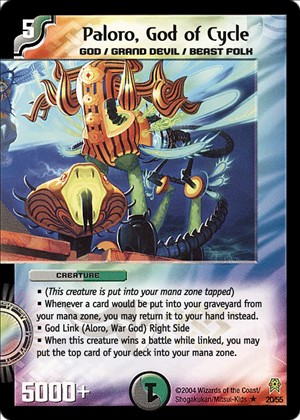 5
Paloro, God of Cycle
GOD / GRAND DEVIL / BEAST FOLK
CREATURE
• (This creature is put into your mana zone tapped)
• Whenever a card would be put into your graveyard from
your mana zone, you may return it to your hand instead.
• God Link (Aloro, War God) Right Side
• When this creature wins a battle while linked, you may
put the top card of your deck into your mana zone.
5000+
1
©2004 Wizards of the Coast/
Shogakukan/Mitsui-Kids ★ 20/55